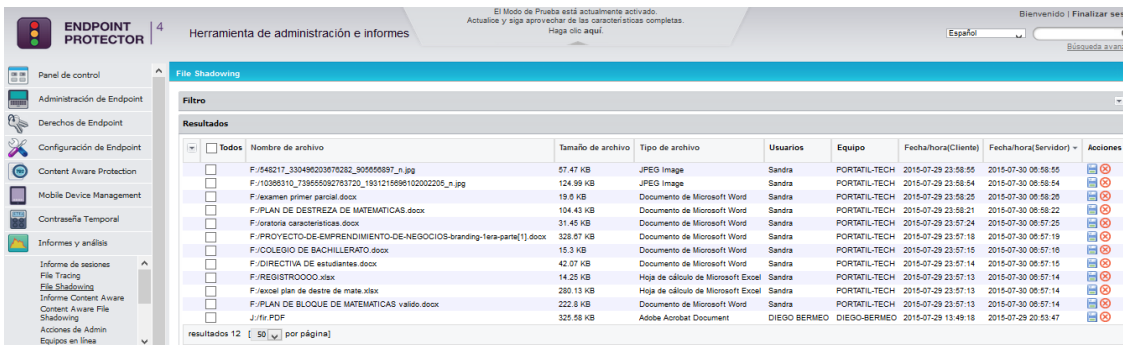 El Modo de Prueba está actualmente activado.
Actualice y siga aprovechar de las características completas.
Haga clic aquí.
Bienvenido | Finalizar ses
ENDPOINT PROTECTOR 4
Herramienta de administración e informes
Español
Búsqueda avanz
Panel de control
Administración de Endpoint
Derechos de Endpoint
Configuración de Endpoint
Content Aware Protection
Mobile Device Management
Contraseña Temporal
Informes y análisis
Informe de sesiones
File Tracing
File Shadowing
Informe Content Aware
Content Aware File Shadowing
Acciones de Admin
Equipos en línea
File Shadowing
Filtro
Resultados
Todos Nombre de archivo Tamaño de archivo Tipo de archivo Usuarios Equipo Fecha/hora(Cliente) Fecha/hora(Servidor) Acciones
F:/548217_330496203676282_905656897_n.jpg 57.47 KB JPEG Image Sandra PORTATIL-TECH 2015-07-29 23:58:55 2015-07-30 06:58:55
F:/10366310_739555092763720_1931215696102002205_n.jpg 124.99 KB JPEG Image Sandra PORTATIL-TECH 2015-07-29 23:58:54 2015-07-30 06:58:54
F:/examen primer parcial.docx 19.6 KB Documento de Microsoft Word Sandra PORTATIL-TECH 2015-07-29 23:58:25 2015-07-30 06:58:26
F:/PLAN DE DESTREZA DE MATEMATICAS.docx 104.43 KB Documento de Microsoft Word Sandra PORTATIL-TECH 2015-07-29 23:58:21 2015-07-30 06:58:22
F:/oratoria características.docx 31.45 KB Documento de Microsoft Word Sandra PORTATIL-TECH 2015-07-29 23:57:24 2015-07-30 06:57:25
F:/PROYECTO-DE-EMPRENDIMIENTO-DE-NEGOCIOS-branding-1era-parte[1].docx 328.67 KB Documento de Microsoft Word Sandra PORTATIL-TECH 2015-07-29 23:57:18 2015-07-30 06:57:19
F:/COLEGIO DE BACHILLERATO.docx 15.3 KB Documento de Microsoft Word Sandra PORTATIL-TECH 2015-07-29 23:57:15 2015-07-30 06:57:16
F:/DIRECTIVA DE estudiantes.docx 42.07 KB Documento de Microsoft Word Sandra PORTATIL-TECH 2015-07-29 23:57:14 2015-07-30 06:57:15
F:/REGISTROOOO.xlsx 14.25 KB Hoja de cálculo de Microsoft Excel Sandra PORTATIL-TECH 2015-07-29 23:57:13 2015-07-30 06:57:14
F:/excel plan de destre de mate.xlsx 280.13 KB Hoja de cálculo de Microsoft Excel Sandra PORTATIL-TECH 2015-07-29 23:57:13 2015-07-30 06:57:14
F:/PLAN DE BLOQUE DE MATEMATICAS valido.docx 222.8 KB Documento de Microsoft Word Sandra PORTATIL-TECH 2015-07-29 23:57:13 2015-07-30 06:57:14
J:/fir.PDF 325.58 KB Adobe Acrobat Document DIEGO BERMEO DIEGO-BERMEO 2015-07-29 13:49:18 2015-07-29 20:53:47
resultados 12 [ 50 por página]